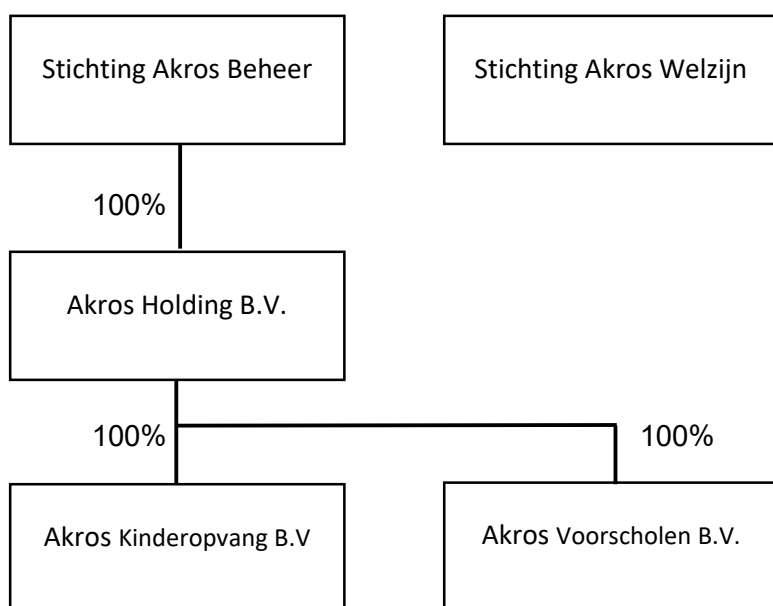 Stichting Akros Beheer
Stichting Akros Welzijn
100%
Akros Holding B.V.
100%
100%
Akros Kinderopvang B.V
Akros Voorscholen B.V.